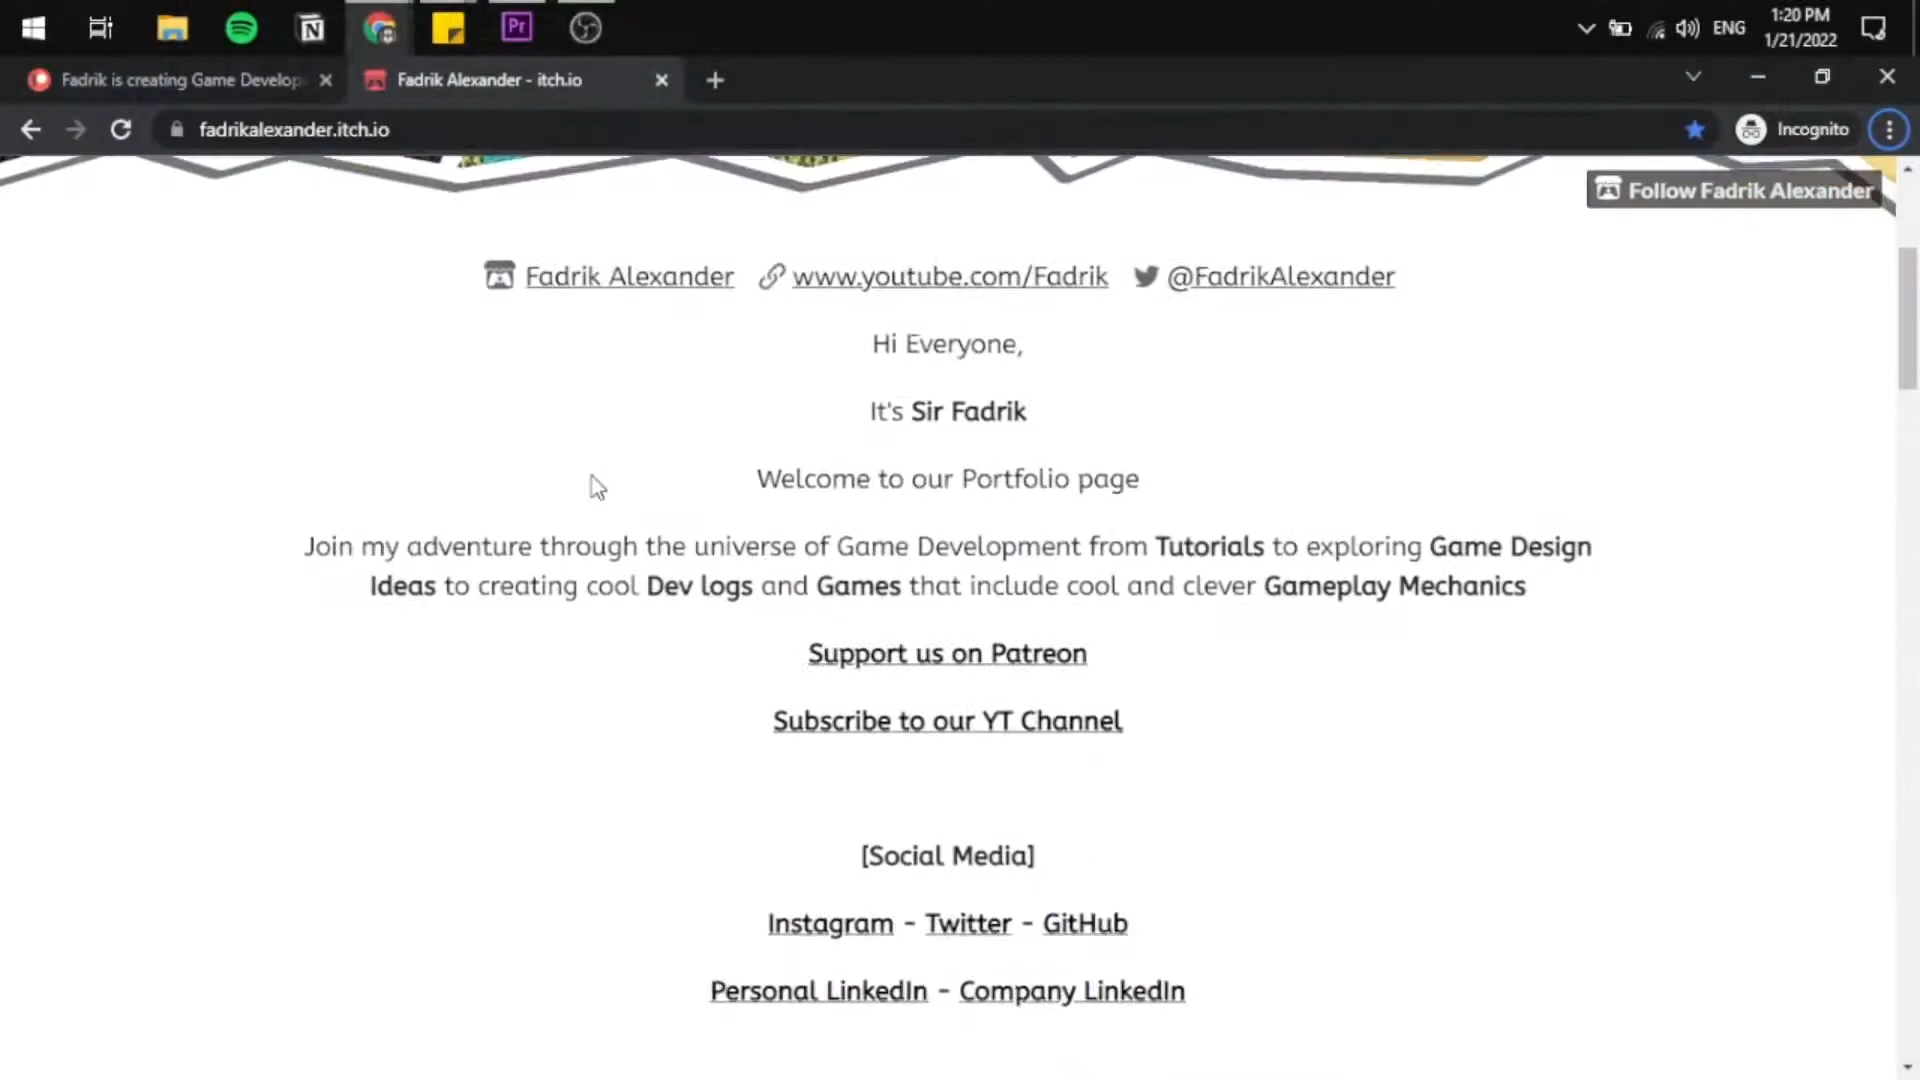 1:20 PM
ENG
1/21/2022
Fadrik is creating Game Develop
Fadrik Alexander - itch.io
fadrikalexander.itch.io
Incognito
Follow Fadrik Alexander
Fadrik Alexander www.youtube.com/Fadrik @FadrikAlexander
Hi Everyone,
It's Sir Fadrik
Welcome to our Portfolio page
Join my adventure through the universe of Game Development from Tutorials to exploring Game Design
Ideas to creating cool Dev logs and Games that include cool and clever Gameplay Mechanics
Support us on Patreon
Subscribe to our YT Channel
[Social Media]
Instagram - Twitter - GitHub
Personal LinkedIn - Company LinkedIn